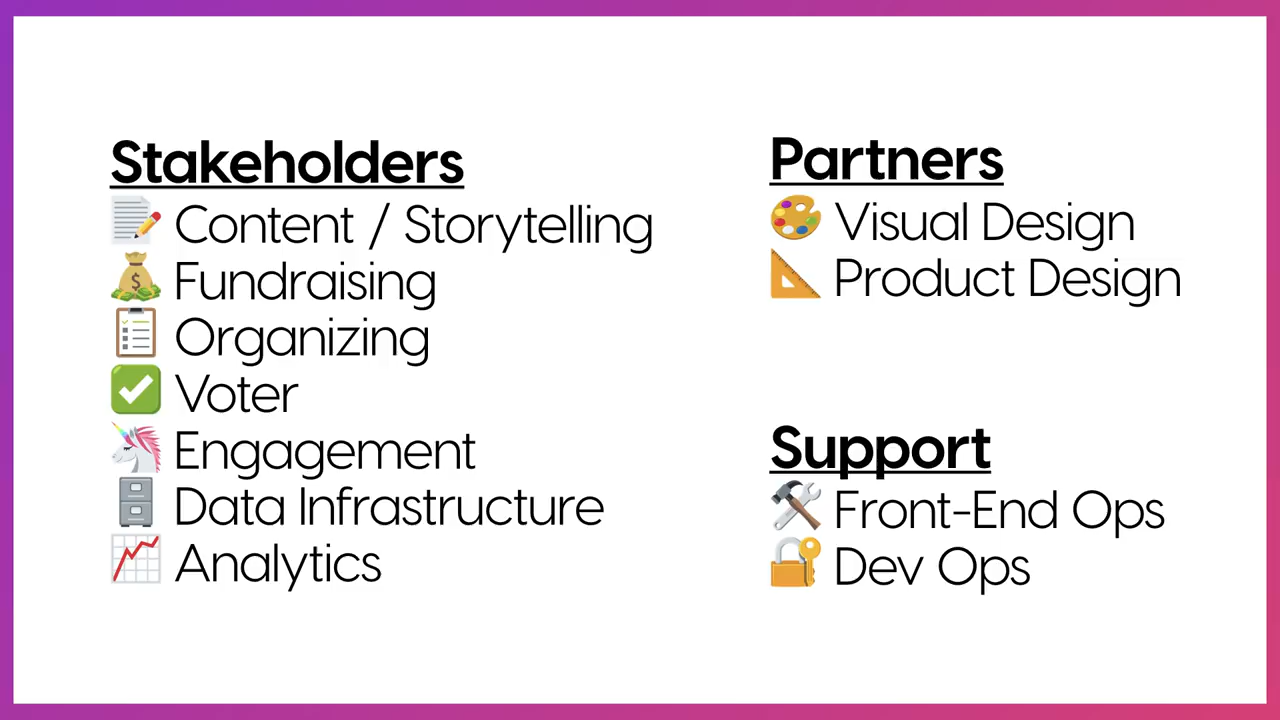 Stakeholders
Content / Storytelling
Fundraising
Organizing
Voter
Engagement
Data Infrastructure
Analytics
Partners
Visual Design
Product Design
Support
Front-End Ops
Dev Ops